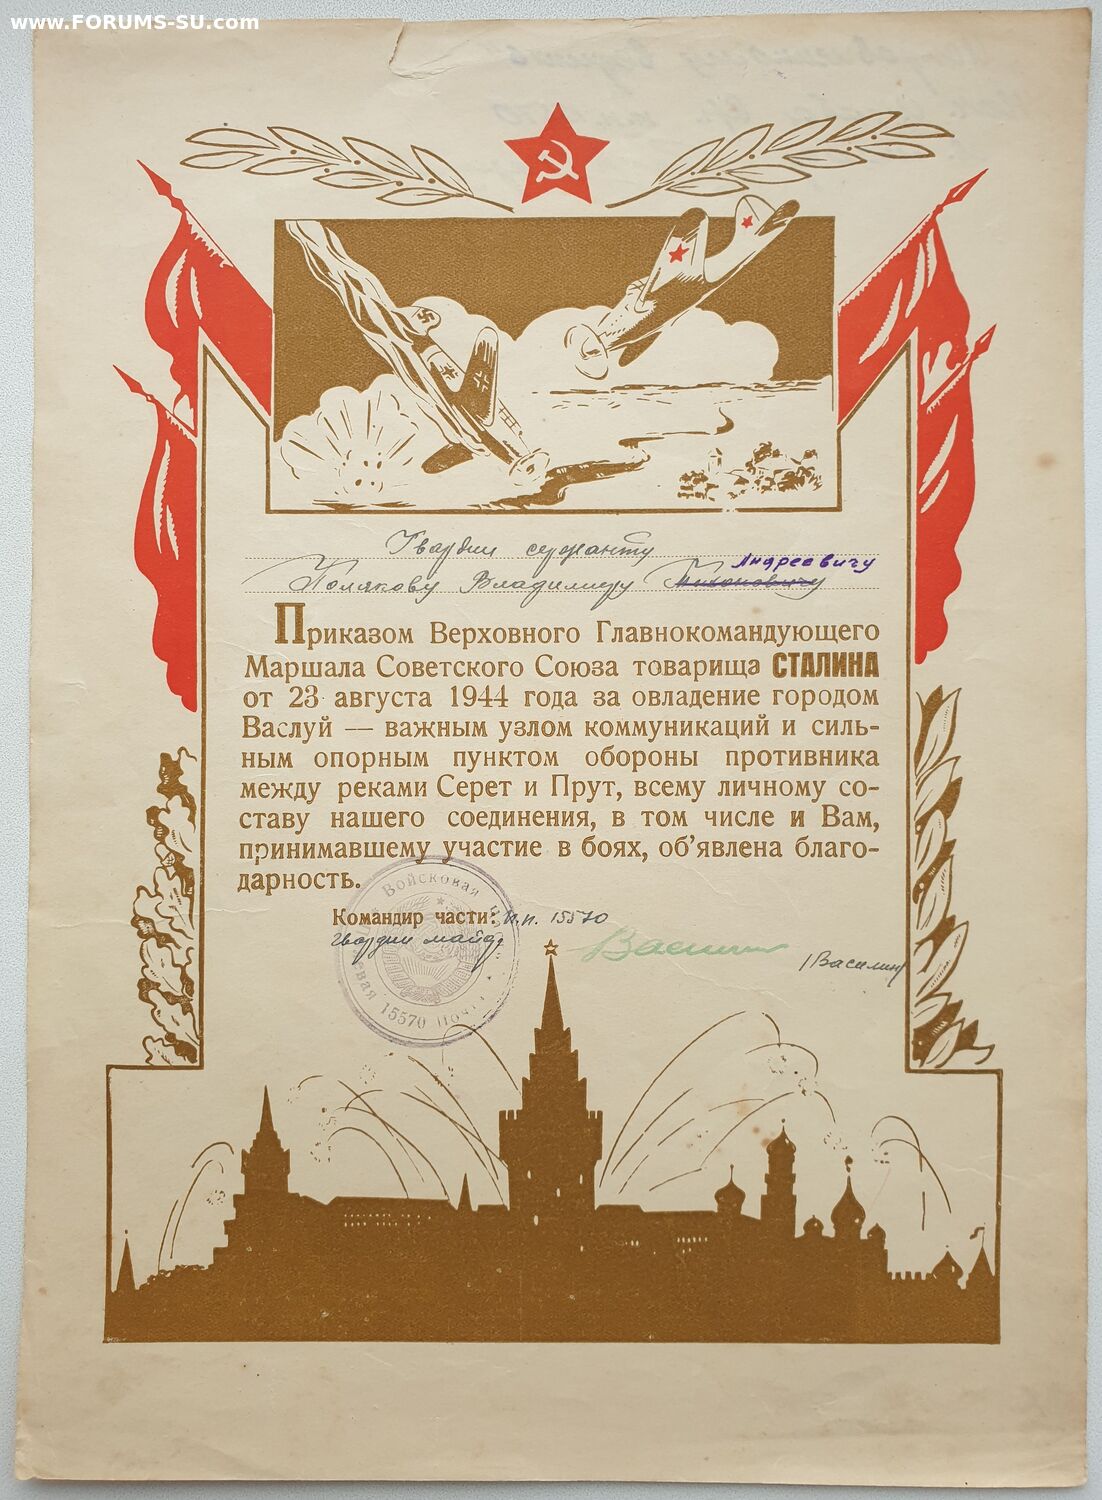 www.FORUMS-SU.com
Гвардии сержанту
Андреевичу
Полякову Владимиру Тихоновичу
Приказом Верховного Главнокомандующего
Маршала Советского Союза товарища СТАЛИНА
от 23 августа 1944 года за овладение городом
Васлуй — важным узлом коммуникаций и силь-
ным опорным пунктом обороны противника
между реками Серет и Прут, всему личному со-
ставу нашего соединения, в том числе и Вам,
принимавшему участие в боях, об’явлена благо-
дарность.
Войсковая
Командир части: п.п. 15570
гвардии майор
15570